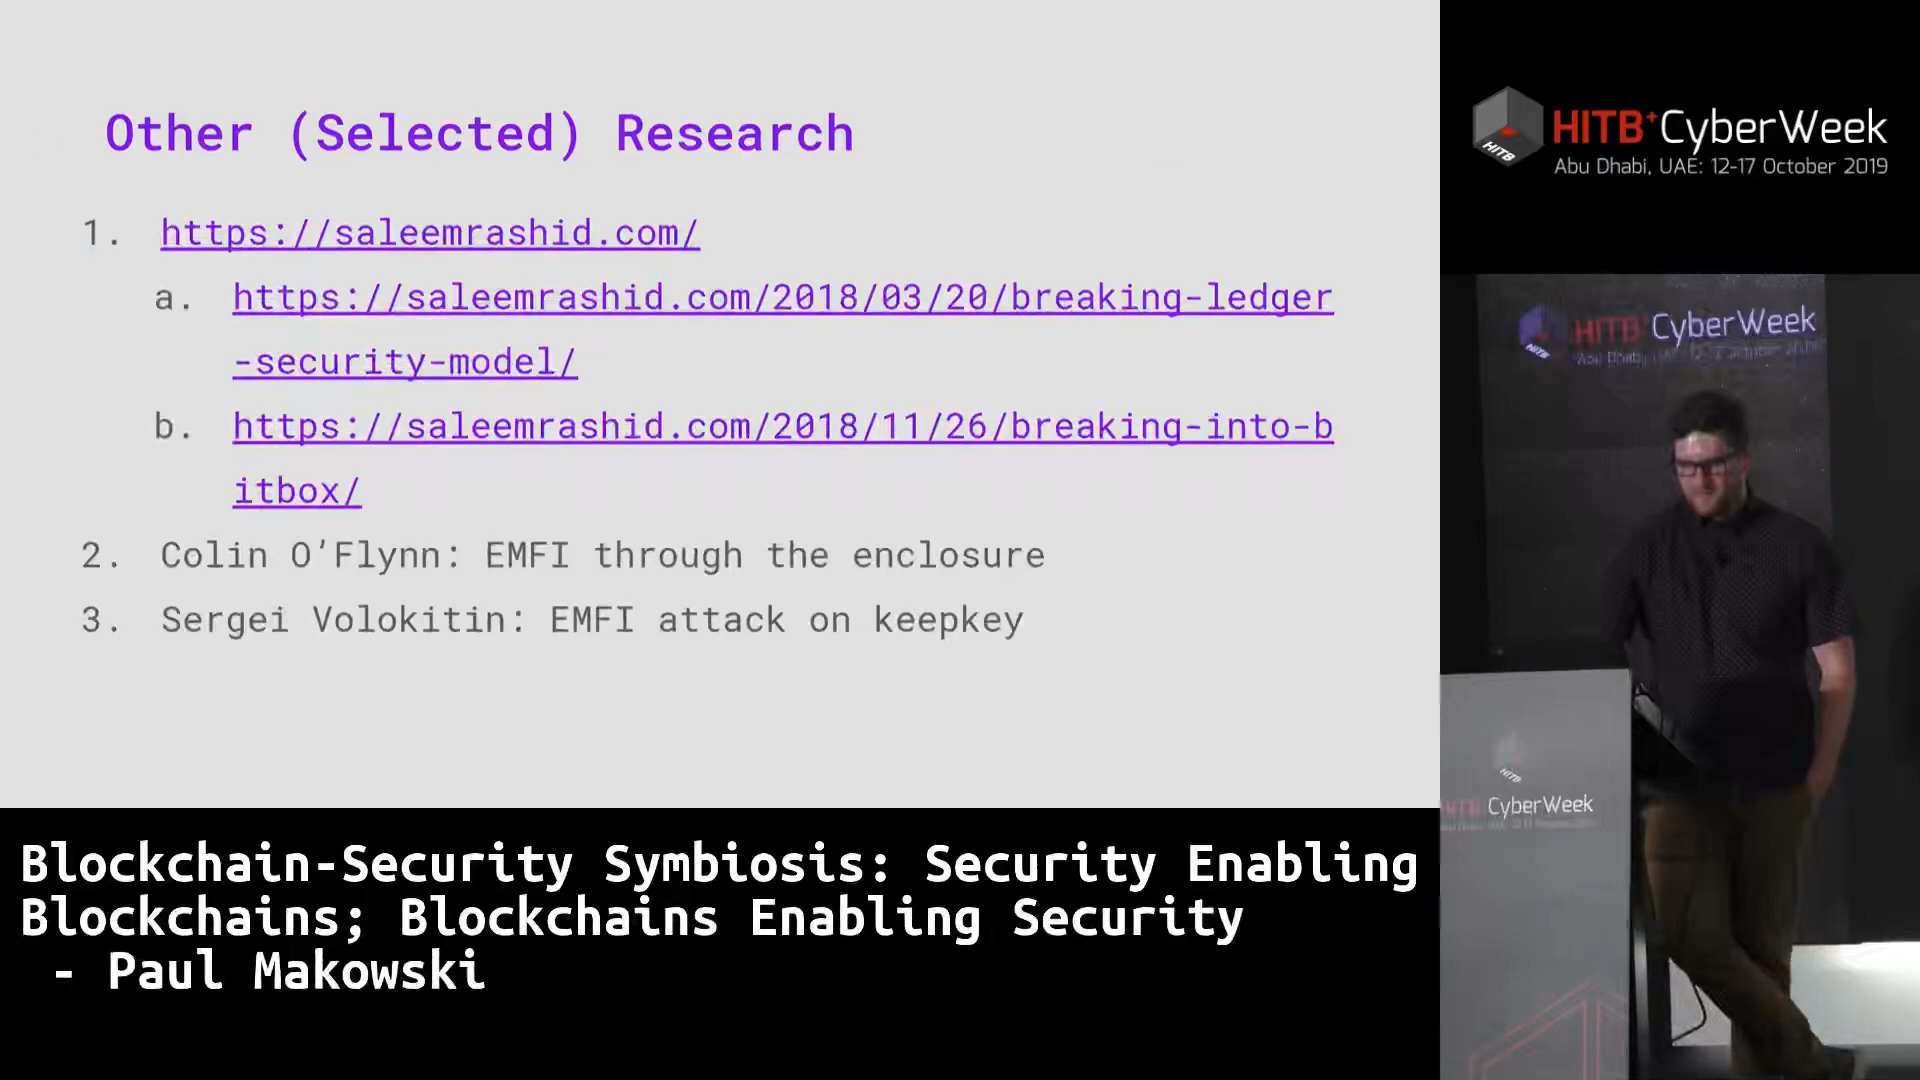 Other (Selected) Research
1. https://saleemrashid.com/
a. https://saleemrashid.com/2018/03/20/breaking-ledger
-security-model/
b. https://saleemrashid.com/2018/11/26/breaking-into-b
itbox/
2. Colin O'Flynn: EMFI through the enclosure
3. Sergei Volokitin: EMFI attack on keepkey
HITB
HITB+ CyberWeek
Abu Dhabi, UAE: 12-17 October 2019
HITB
HITB+ CyberWeek
HITB
HITB CyberWeek
Blockchain-Security Symbiosis: Security Enabling
Blockchains; Blockchains Enabling Security
- Paul Makowski